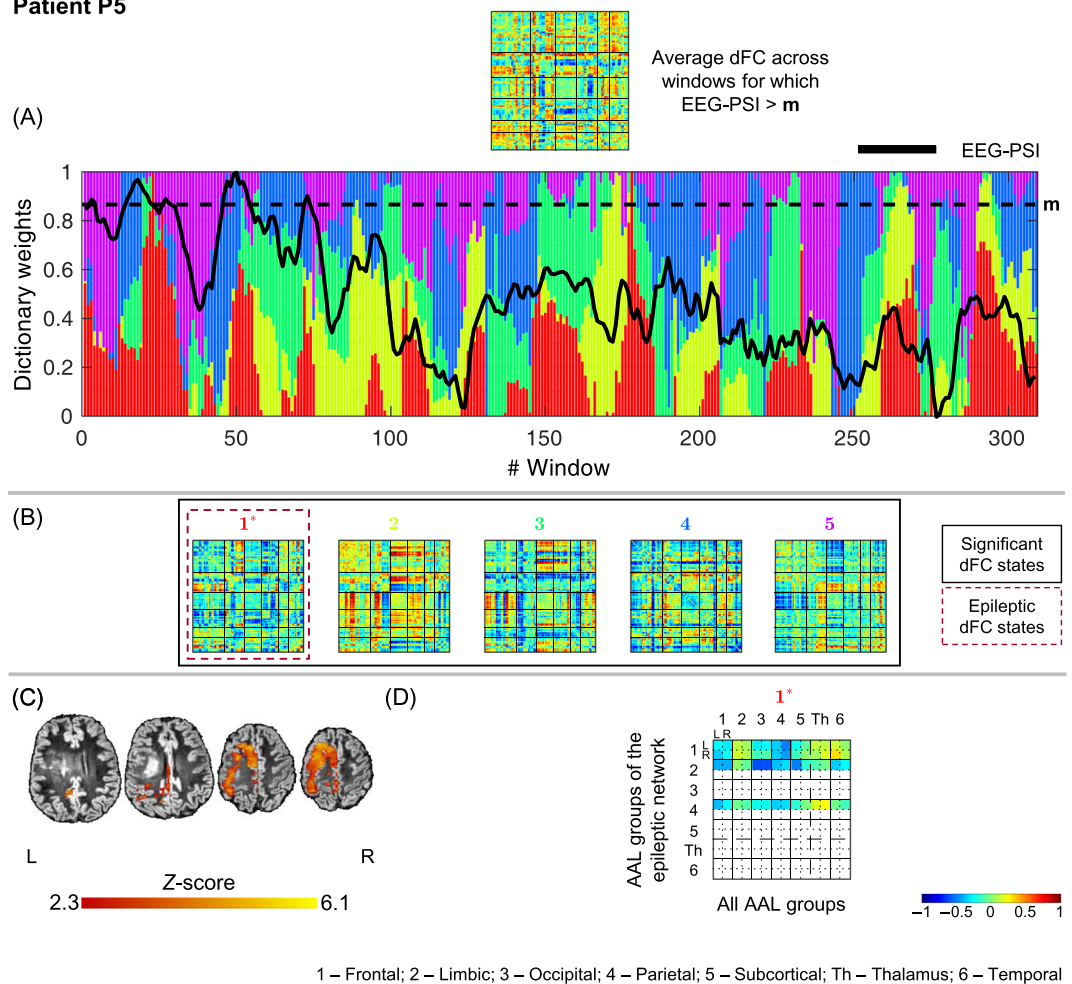 Patient P5
Average dFC across
windows for which
EEG-PSI > m
(A)
EEG-PSI
m
Dictionary weights
1
0.8
0.6
0.4
0.2
0
0 50 100 150 200 250 300
# Window
(B)
1* 2 3 4 5
Significant
dFC states
Epileptic
dFC states
(C)
L R
Z-score
2.3 6.1
(D)
1*
1 2 3 4 5 Th 6
L R
AAL groups of the
epileptic network
1 L
R
2
3
4
5
Th
6
All AAL groups
−1 −0.5 0 0.5 1
1 – Frontal; 2 – Limbic; 3 – Occipital; 4 – Parietal; 5 – Subcortical; Th – Thalamus; 6 – Temporal